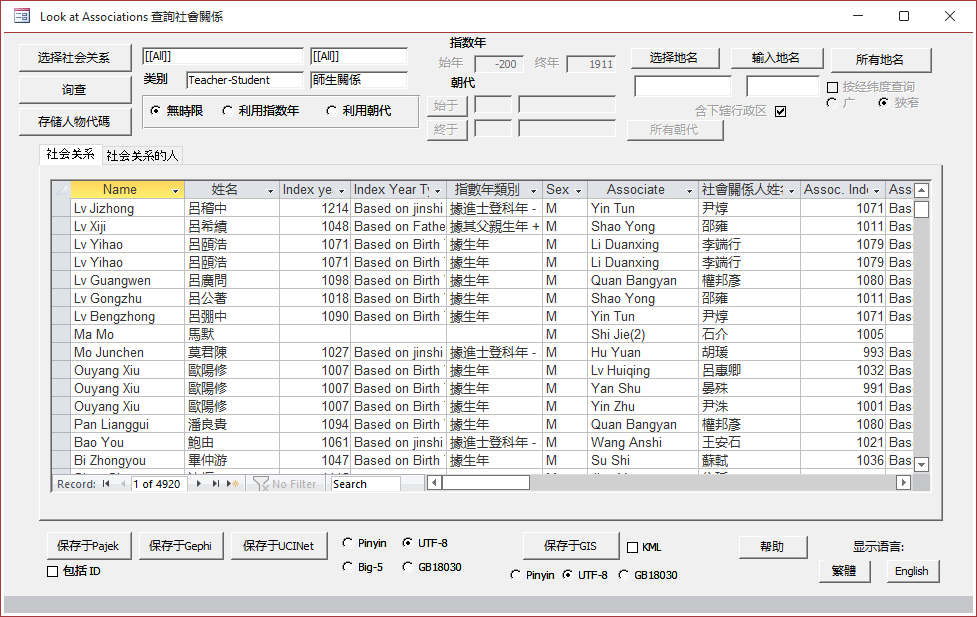 Look at Associations 查詢社會關係
选择社会关系 [[All]] [[All]]
指数年
始年 -200 终年 1911
选择地名 输入地名 所有地名
询查
类别 Teacher-Student 師生關係
朝代
按经纬度查询
广 狹窄
存储人物代碼
無時限 利用指数年 利用朝代
始于
含下辖行政区
終于
所有朝代
社会关系 社会关系的人
Name 姓名 Index ye Index Year Ty 指數年類別 Sex Associate 社會關係人姓 Assoc. Inde Ass
Lv Jizhong 呂稽中 1214 Based on jinshi 據進士登科年 - M Yin Tun 尹焞 1071 Bas
Lv Xiji 呂希績 1048 Based on Fathe 據其父親生年 + M Shao Yong 邵雍 1011 Bas
Lv Yihao 呂頤浩 1071 Based on Birth 據生年 M Li Duanxing 李端行 1079 Bas
Lv Yihao 呂頤浩 1071 Based on Birth 據生年 M Li Duanxing 李端行 1079 Bas
Lv Guangwen 呂廣問 1098 Based on Birth 據生年 M Quan Bangyan 權邦彥 1080 Bas
Lv Gongzhu 呂公著 1018 Based on Birth 據生年 M Shao Yong 邵雍 1011 Bas
Lv Bengzhong 呂弸中 1090 Based on Birth 據生年 M Yin Tun 尹焞 1071 Bas
Ma Mo 馬默 M Shi Jie(2) 石介 1005
Mo Junchen 莫君陳 1027 Based on jinshi 據進士登科年 - M Hu Yuan 胡瑗 993 Bas
Ouyang Xiu 歐陽修 1007 Based on Birth 據生年 M Lv Huiqing 呂惠卿 1032 Bas
Ouyang Xiu 歐陽修 1007 Based on Birth 據生年 M Yan Shu 晏殊 991 Bas
Ouyang Xiu 歐陽修 1007 Based on Birth 據生年 M Yin Zhu 尹洙 1001 Bas
Pan Lianggui 潘良貴 1094 Based on Birth 據生年 M Quan Bangyan 權邦彥 1080 Bas
Bao You 鮑由 1061 Based on jinshi 據進士登科年 - M Wang Anshi 王安石 1021 Bas
Bi Zhongyou 畢仲游 1047 Based on Birth 據生年 M Su Shi 蘇軾 1036 Bas
Record: 1 of 4920 No Filter Search
保存于Pajek 保存于Gephi 保存于UCINet
Pinyin UTF-8
保存于GIS KML 帮助 显示语言:
包括 ID
Big-5 GB18030
Pinyin UTF-8 GB18030
繁體 English